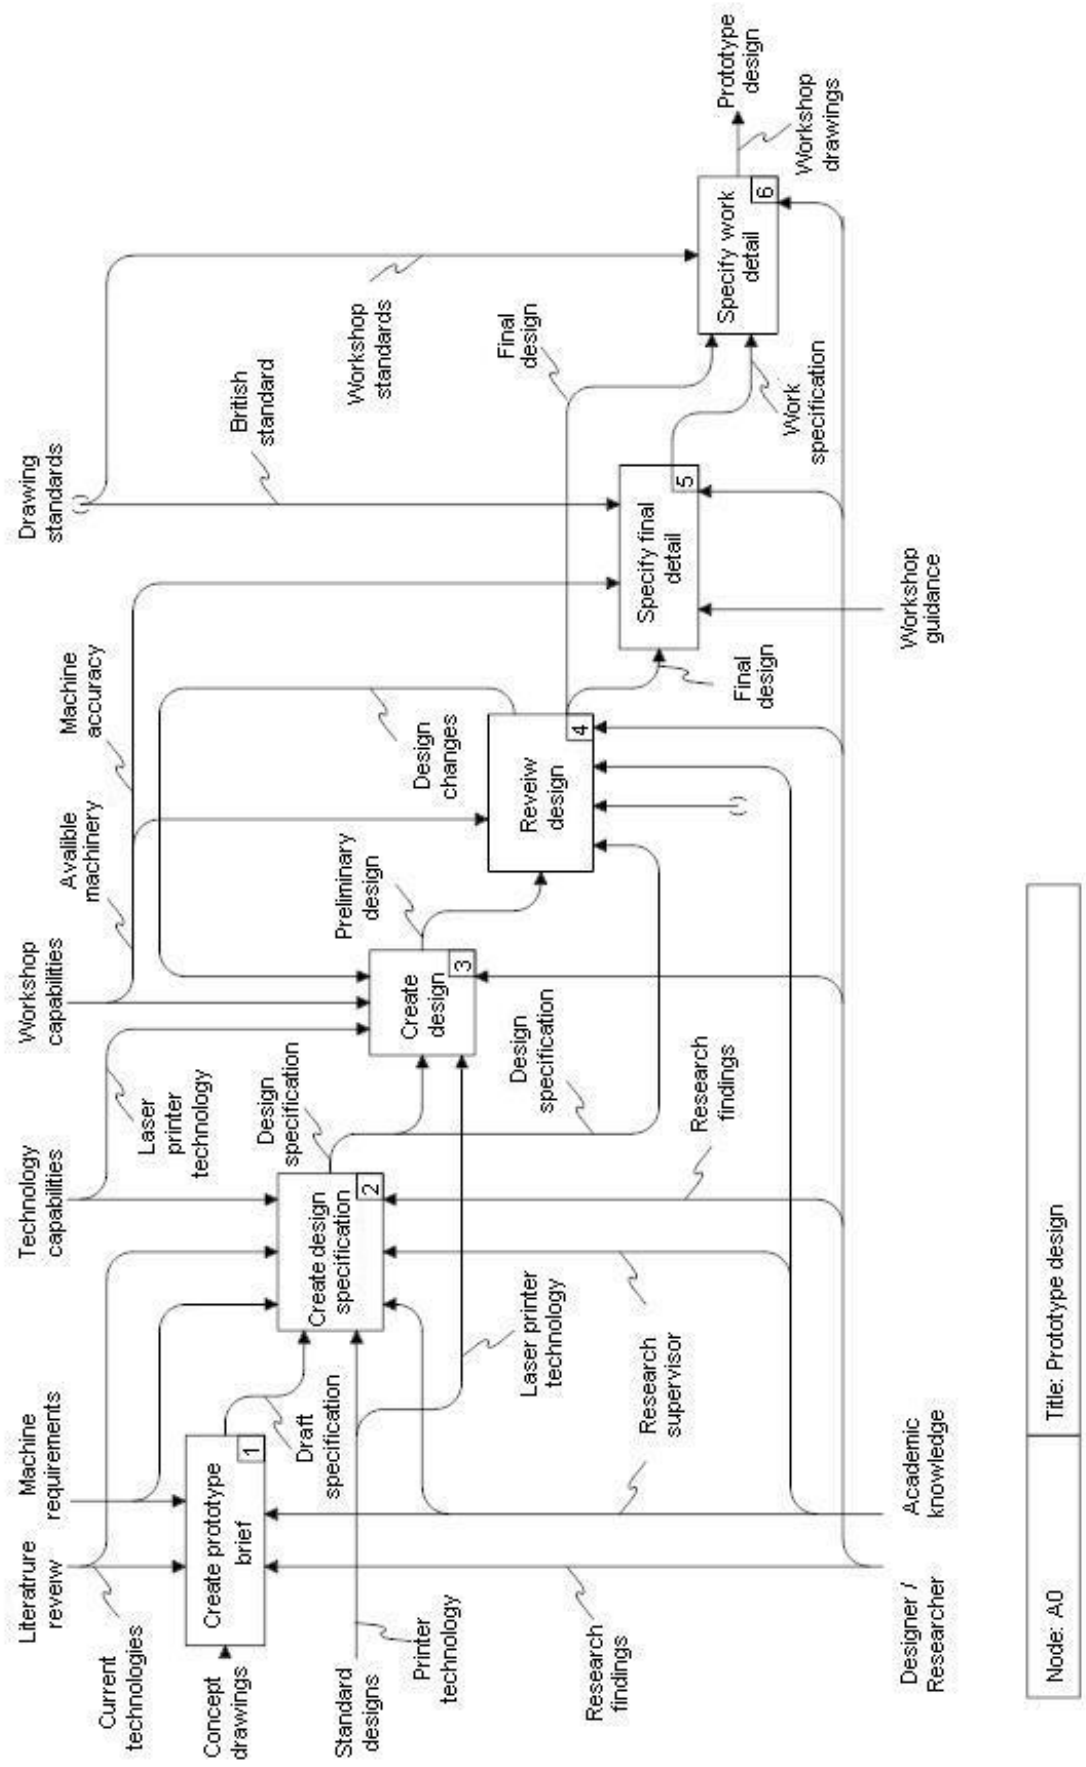 Literatrure
reveiw
Machine
requirements
Technology
capabilities
Workshop
capabilities
Drawing
standards
Current
technologies
Laser
printer
technology
Avalible
machinery
Machine
accuracy
British
standard
Workshop
standards
Concept
drawings
Create prototype
brief
1
Draft
specification
Standard
designs
Printer
technology
Create design
specification
2
Design
specification
Laser printer
technology
Create
design
3
Preliminary
design
Design
changes
Design
specification
Reveiw
design
4
Final
design
Final
design
Specify final
detail
5
Work
specification
Specify work
detail
6
Prototype
design
Workshop
drawings
Research
findings
Research
supervisor
Research
findings
Designer /
Researcher
Academic
knowledge
Workshop
guidance
Node: A0
Title: Prototype design